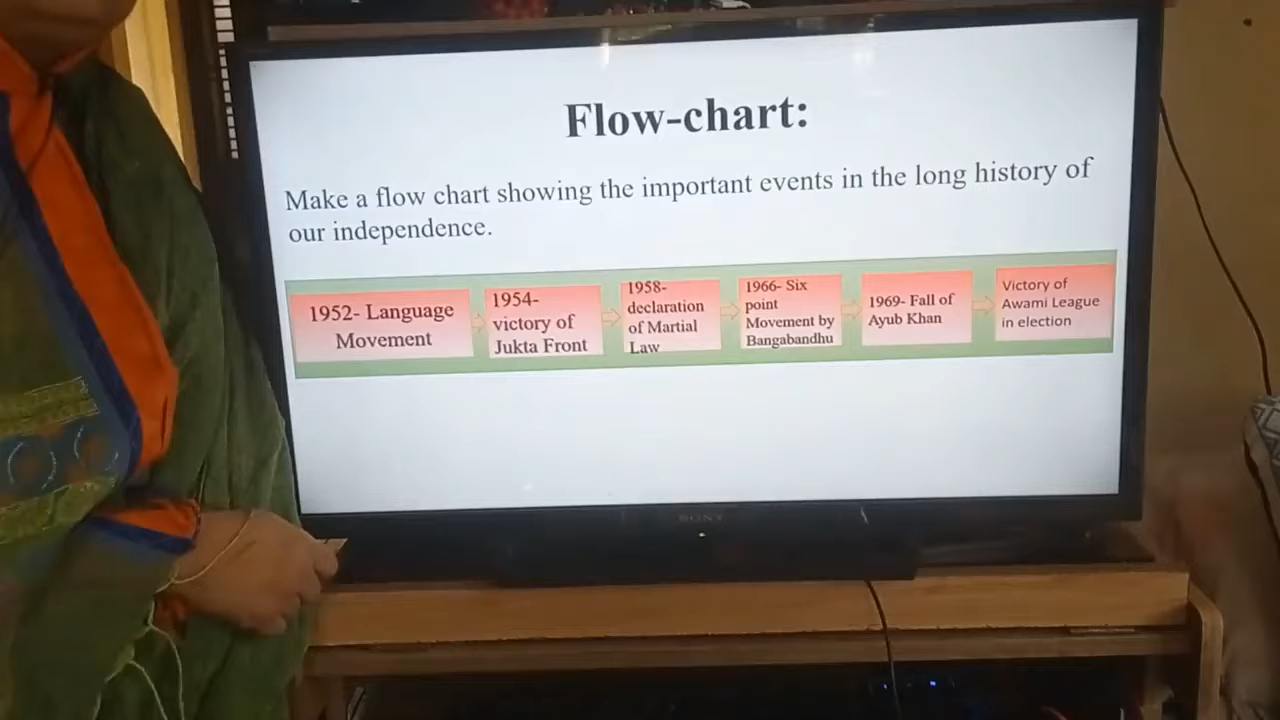 Flow-chart:
Make a flow chart showing the important events in the long history of
our independence.
1952- Language
Movement
1954-
victory of
Jukta Front
1958-
declaration
of Martial
Law
1966- Six
point
Movement by
Bangabandhu
1969- Fall of
Ayub Khan
Victory of
Awami League
in election
SONY